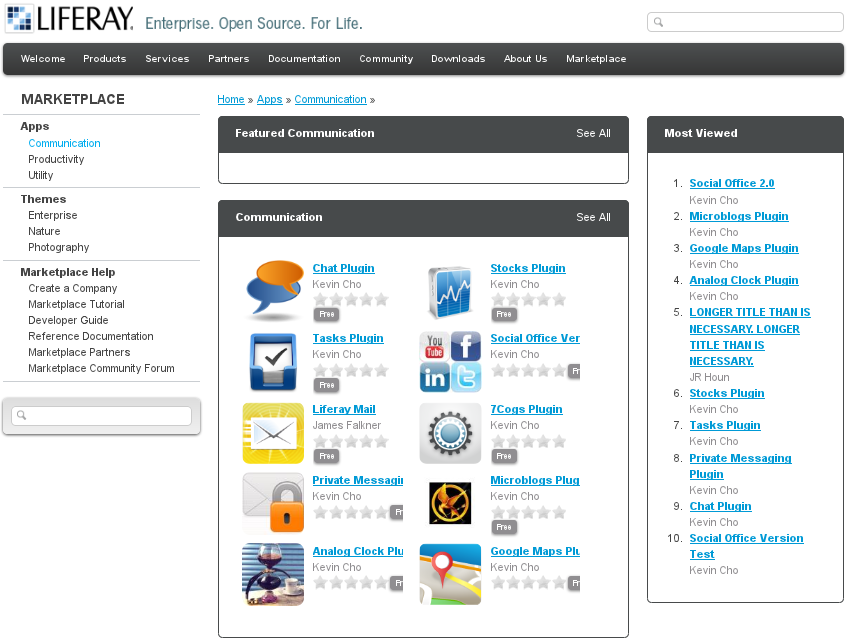 LIFERAY. Enterprise. Open Source. For Life.
Welcome Products Services Partners Documentation Community Downloads About Us Marketplace
MARKETPLACE
Apps
Communication
Productivity
Utility
Themes
Enterprise
Nature
Photography
Marketplace Help
Create a Company
Marketplace Tutorial
Developer Guide
Reference Documentation
Marketplace Partners
Marketplace Community Forum
Home » Apps » Communication »
Featured Communication See All
Communication See All
Chat Plugin
Kevin Cho
Free
Stocks Plugin
Kevin Cho
Free
Tasks Plugin
Kevin Cho
Free
You Tube
f
in
t
Social Office Ver
Kevin Cho
Fr
Liferay Mail
James Falkner
Free
7Cogs Plugin
Kevin Cho
Free
Private Messagin
Kevin Cho
Fr
Microblogs Plug
Kevin Cho
Free
Analog Clock Plu
Kevin Cho
Fr
Google Maps Plu
Kevin Cho
Fr
Most Viewed
1. Social Office 2.0
Kevin Cho
2. Microblogs Plugin
Kevin Cho
3. Google Maps Plugin
Kevin Cho
4. Analog Clock Plugin
Kevin Cho
5. LONGER TITLE THAN IS
NECESSARY. LONGER
TITLE THAN IS
NECESSARY.
JR Houn
6. Stocks Plugin
Kevin Cho
7. Tasks Plugin
Kevin Cho
8. Private Messaging
Plugin
Kevin Cho
9. Chat Plugin
Kevin Cho
10. Social Office Version
Test
Kevin Cho